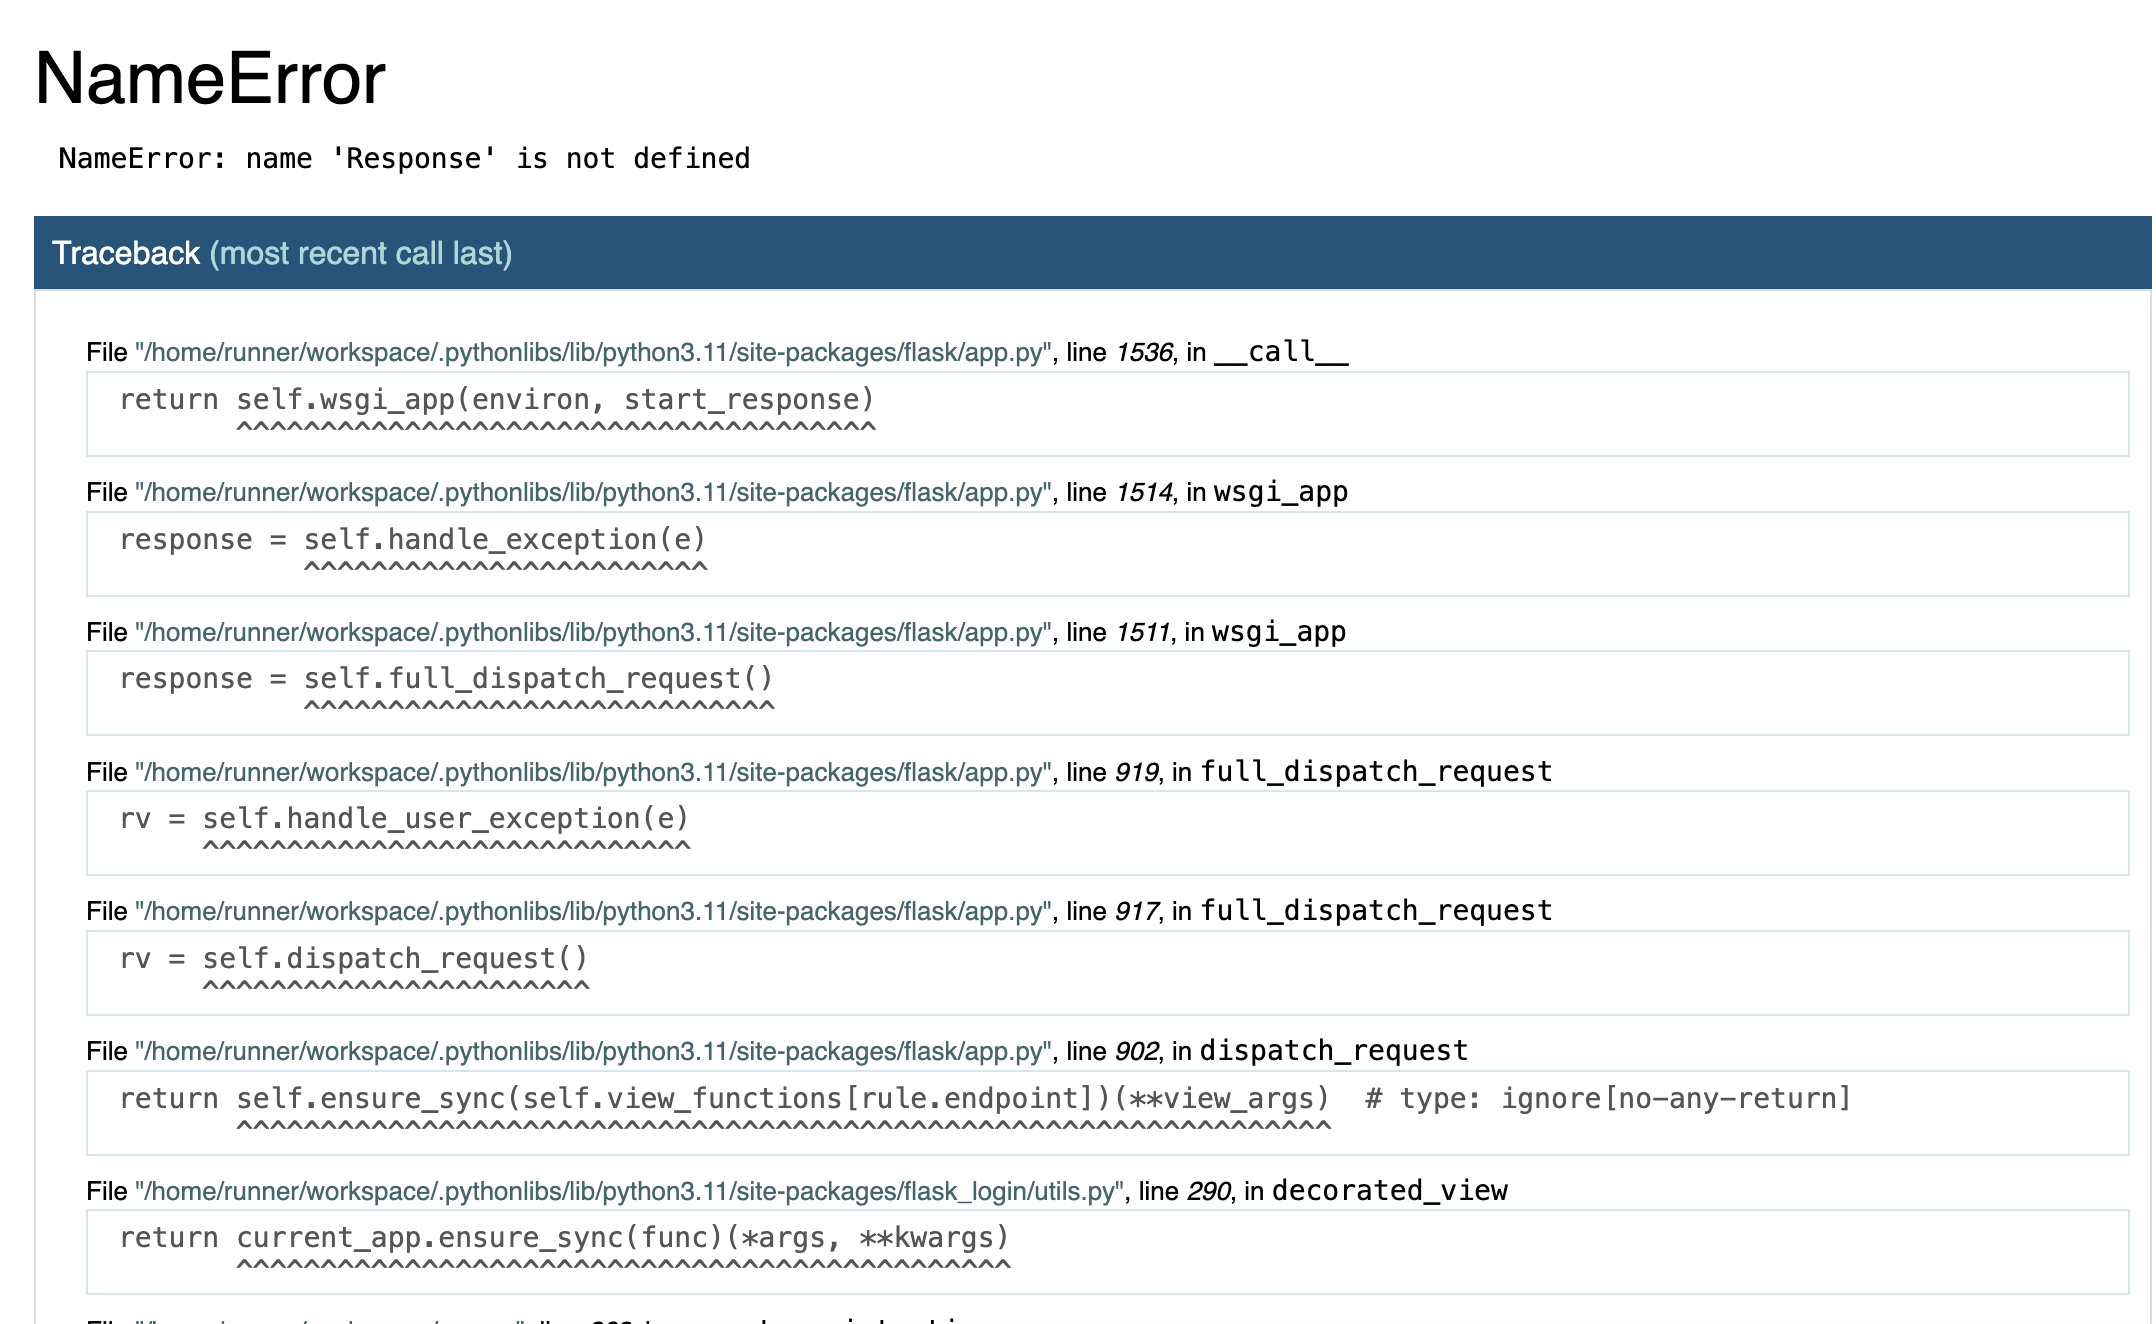 NameError
NameError: name 'Response' is not defined
Traceback (most recent call last)
File "/home/runner/workspace/.pythonlibs/lib/python3.11/site-packages/flask/app.py", line 1536, in __call__
return self.wsgi_app(environ, start_response)
^^^^^^^^^^^^^^^^^^^^^^^^^^^^^^^^^^^^^^
File "/home/runner/workspace/.pythonlibs/lib/python3.11/site-packages/flask/app.py", line 1514, in wsgi_app
response = self.handle_exception(e)
^^^^^^^^^^^^^^^^^^^^^^^^
File "/home/runner/workspace/.pythonlibs/lib/python3.11/site-packages/flask/app.py", line 1511, in wsgi_app
response = self.full_dispatch_request()
^^^^^^^^^^^^^^^^^^^^^^^^^^^^
File "/home/runner/workspace/.pythonlibs/lib/python3.11/site-packages/flask/app.py", line 919, in full_dispatch_request
rv = self.handle_user_exception(e)
^^^^^^^^^^^^^^^^^^^^^^^^^^^^^
File "/home/runner/workspace/.pythonlibs/lib/python3.11/site-packages/flask/app.py", line 917, in full_dispatch_request
rv = self.dispatch_request()
^^^^^^^^^^^^^^^^^^^^^^^
File "/home/runner/workspace/.pythonlibs/lib/python3.11/site-packages/flask/app.py", line 902, in dispatch_request
return self.ensure_sync(self.view_functions[rule.endpoint])(**view_args)  # type: ignore[no-any-return]
^^^^^^^^^^^^^^^^^^^^^^^^^^^^^^^^^^^^^^^^^^^^^^^^^^^^^^^^^^^^^^^^^
File "/home/runner/workspace/.pythonlibs/lib/python3.11/site-packages/flask_login/utils.py", line 290, in decorated_view
return current_app.ensure_sync(func)(*args, **kwargs)
^^^^^^^^^^^^^^^^^^^^^^^^^^^^^^^^^^^^^^^^^^^^^^